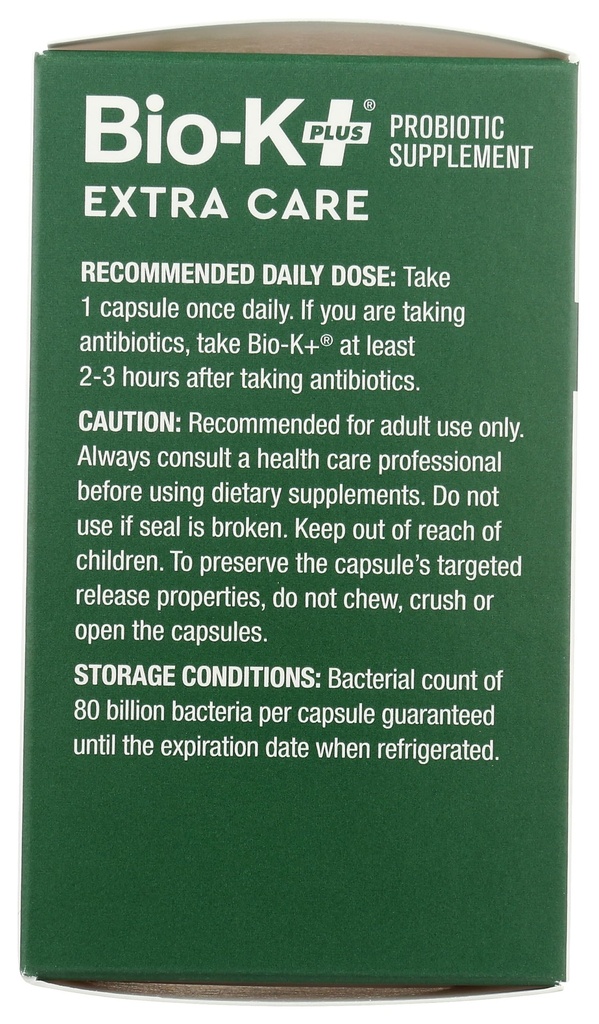 Bio-K+ PLUS® PROBIOTIC SUPPLEMENT
EXTRA CARE
RECOMMENDED DAILY DOSE: Take
1 capsule once daily. If you are taking
antibiotics, take Bio-K+® at least
2-3 hours after taking antibiotics.
CAUTION: Recommended for adult use only.
Always consult a health care professional
before using dietary supplements. Do not
use if seal is broken. Keep out of reach of
children. To preserve the capsule's targeted
release properties, do not chew, crush or
open the capsules.
STORAGE CONDITIONS: Bacterial count of
80 billion bacteria per capsule guaranteed
until the expiration date when refrigerated.